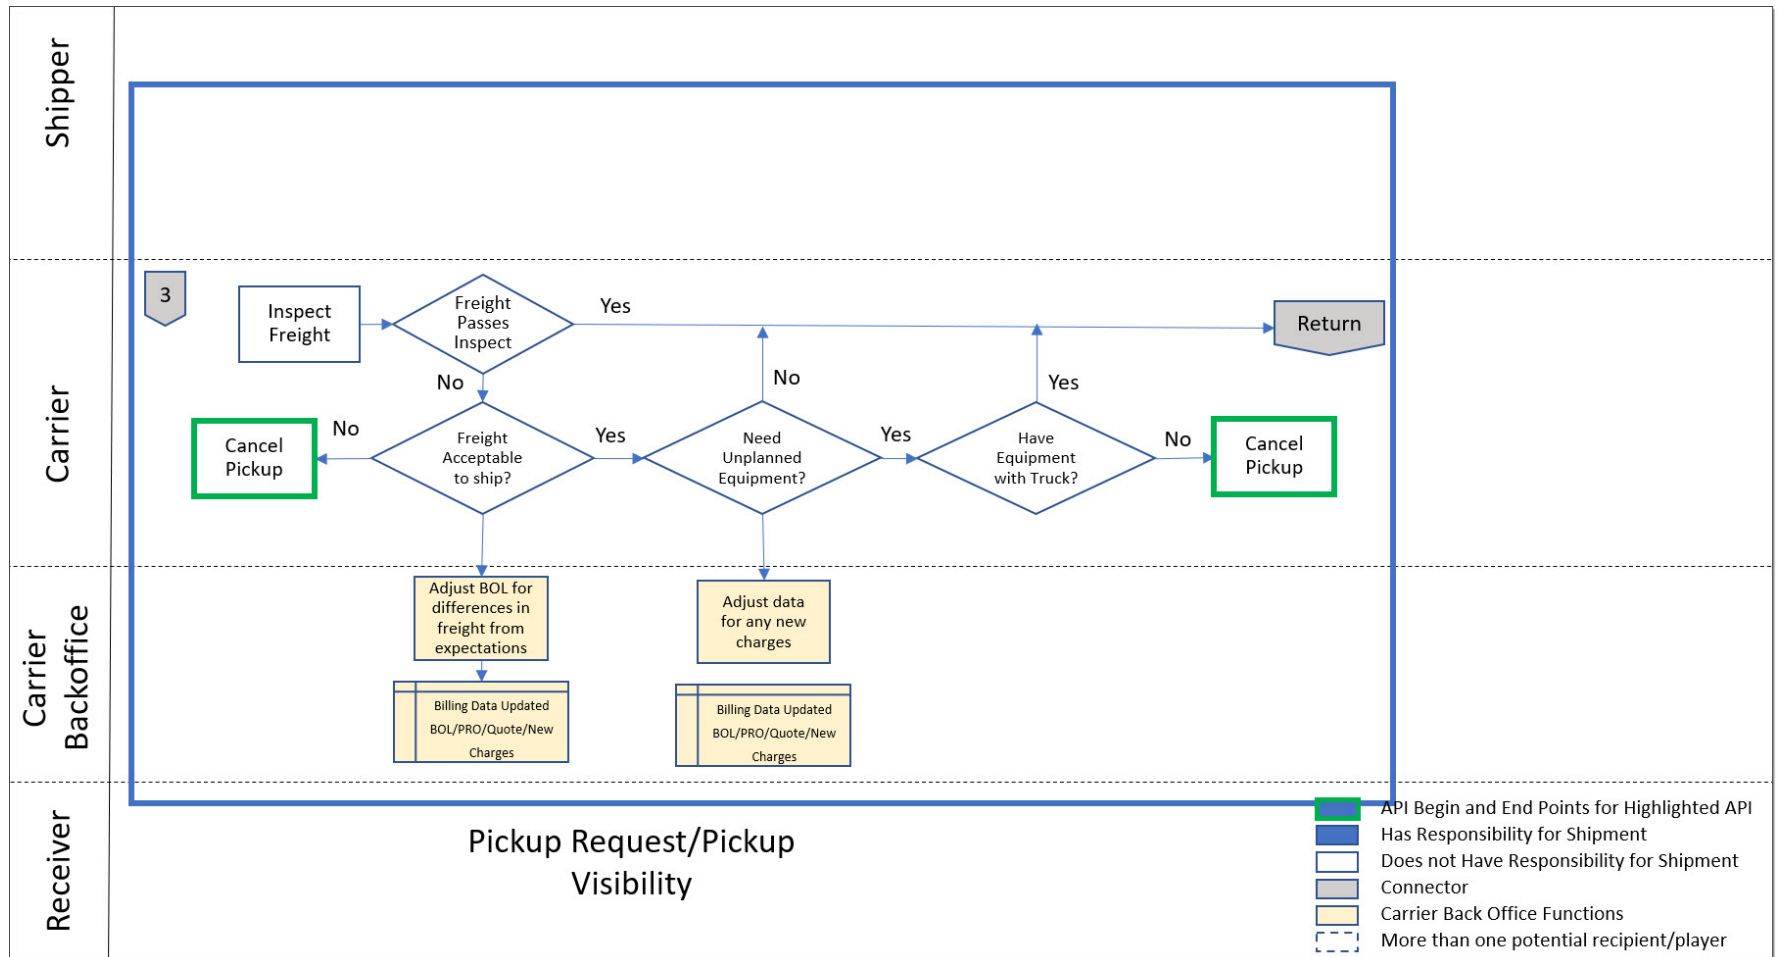 Shipper
Carrier
Carrier
Backoffice
Receiver
3
Inspect
Freight
Freight
Passes
Inspect
Yes
Return
No
No
Yes
Cancel
Pickup
No
Freight
Acceptable
to ship?
Yes
Need
Unplanned
Equipment?
Yes
Have
Equipment
with Truck?
No
Cancel
Pickup
Adjust BOL for
differences in
freight from
expectations
Adjust data
for any new
charges
Billing Data Updated
BOL/PRO/Quote/New
Charges
Billing Data Updated
BOL/PRO/Quote/New
Charges
Pickup Request/Pickup
Visibility
API Begin and End Points for Highlighted API
Has Responsibility for Shipment
Does not Have Responsibility for Shipment
Connector
Carrier Back Office Functions
More than one potential recipient/player